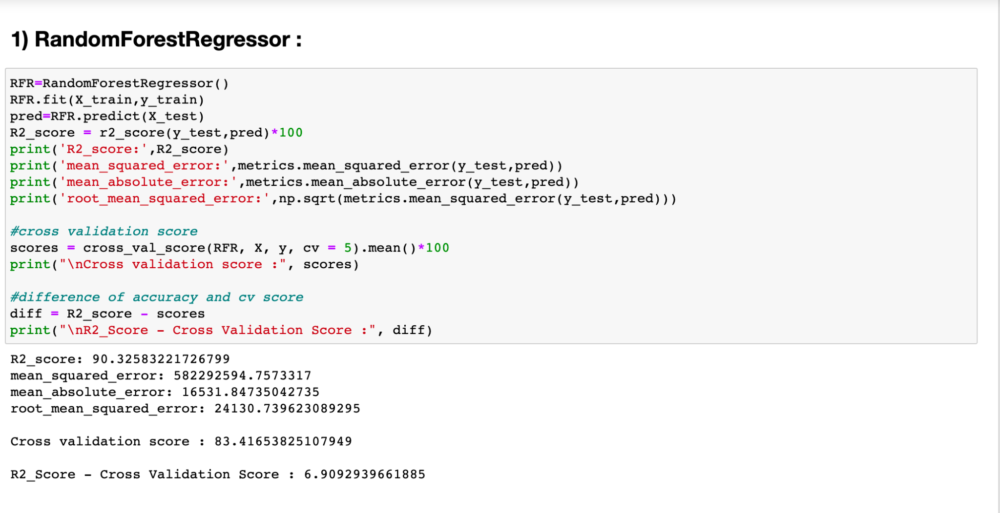 1) RandomForestRegressor :
RFR=RandomForestRegressor()
RFR.fit(X_train,y_train)
pred=RFR.predict(X_test)
R2_score = r2_score(y_test,pred)*100
print('R2_score:',R2_score)
print('mean_squared_error:',metrics.mean_squared_error(y_test,pred))
print('mean_absolute_error:',metrics.mean_absolute_error(y_test,pred))
print('root_mean_squared_error:',np.sqrt(metrics.mean_squared_error(y_test,pred)))
#cross validation score
scores = cross_val_score(RFR, X, y, cv = 5).mean()*100
print("\nCross validation score :", scores)
#difference of accuracy and cv score
diff = R2_score - scores
print("\nR2_Score - Cross Validation Score :", diff)
R2_score: 90.32583221726799
mean_squared_error: 582292594.7573317
mean_absolute_error: 16531.84735042735
root_mean_squared_error: 24130.739623089295
Cross validation score : 83.41653825107949
R2_Score - Cross Validation Score : 6.9092939661885